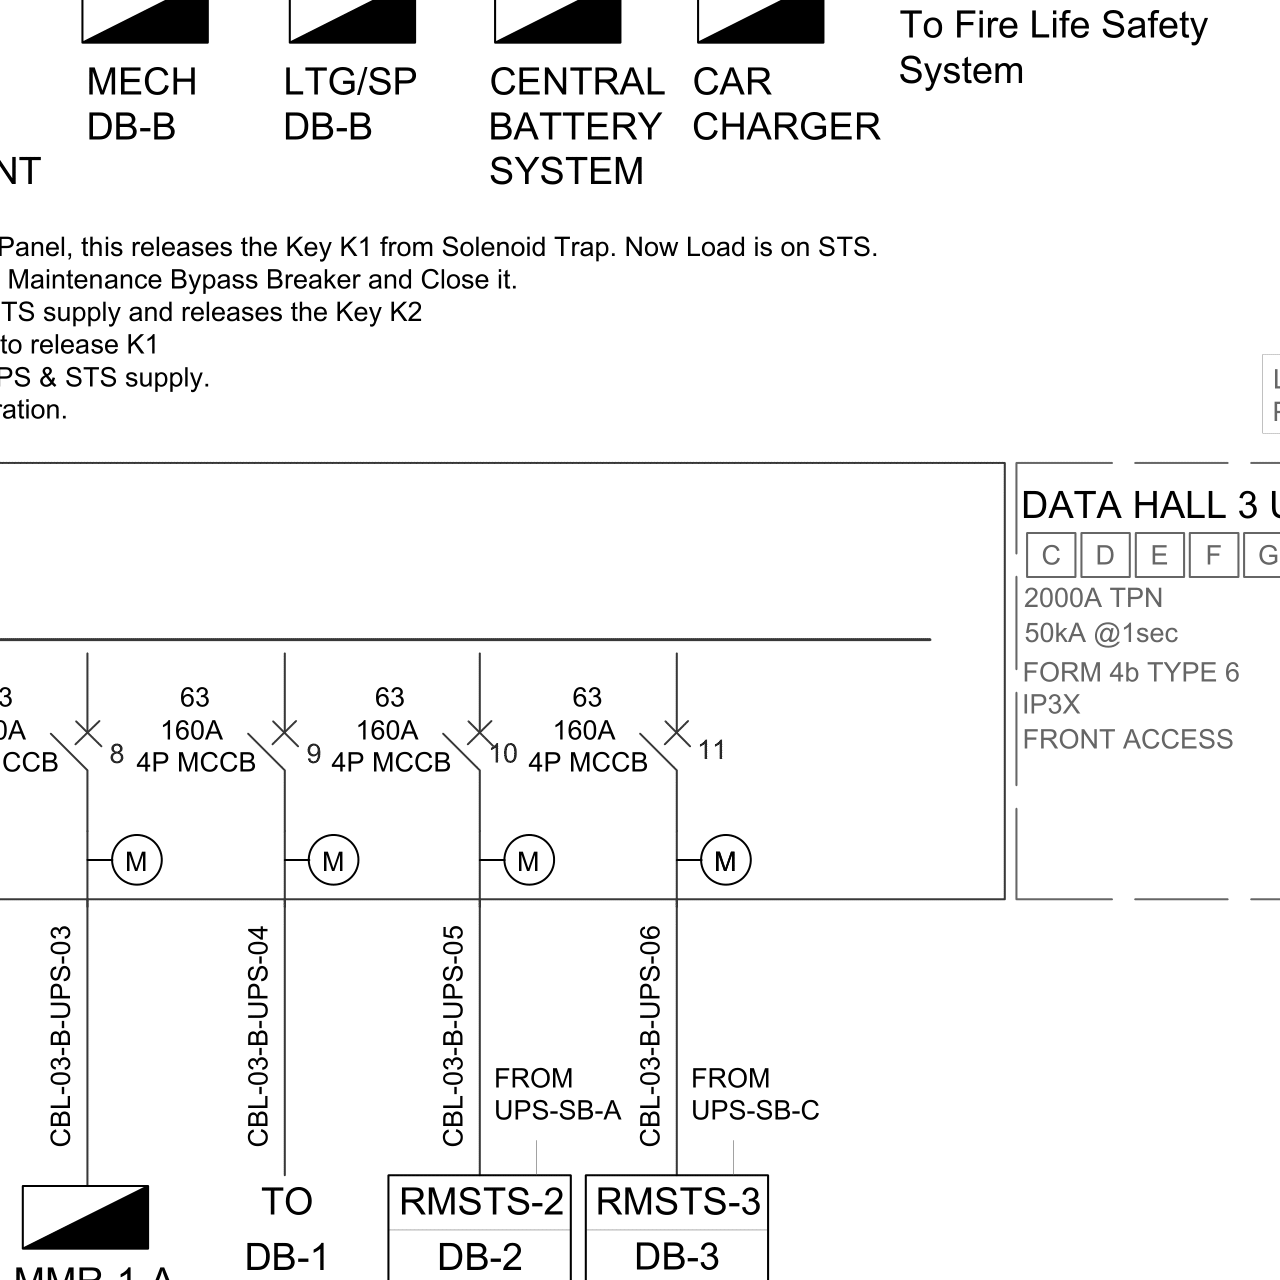 To Fire Life Safety
System
MECH
DB-B
LTG/SP
DB-B
CENTRAL
BATTERY
SYSTEM
CAR
CHARGER
NT
Panel, this releases the Key K1 from Solenoid Trap. Now Load is on STS.
Maintenance Bypass Breaker and Close it.
TS supply and releases the Key K2
to release K1
PS & STS supply.
ration.
DATA HALL 3 U
C D E F G
2000A TPN
50kA @1sec
FORM 4b TYPE 6
IP3X
FRONT ACCESS
3
0A
CCB
8
63
160A
4P MCCB
9
63
160A
4P MCCB
10
63
160A
4P MCCB
11
M
M
M
M
CBL-03-B-UPS-03
CBL-03-B-UPS-04
CBL-03-B-UPS-05
CBL-03-B-UPS-06
FROM
UPS-SB-A
FROM
UPS-SB-C
TO
DB-1
RMSTS-2
DB-2
RMSTS-3
DB-3
MMR-1-A